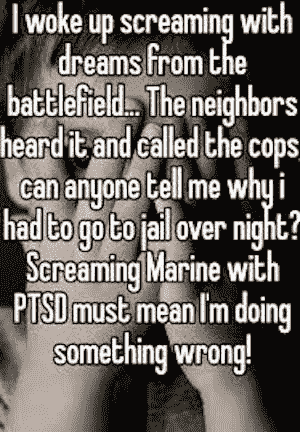 I woke up screaming with
dreams from the
battlefield... The neighbors
heard it and called the cops
can anyone tell me why i
had to go to jail over night?
Screaming Marine with
PTSD must mean I'm doing
something wrong!